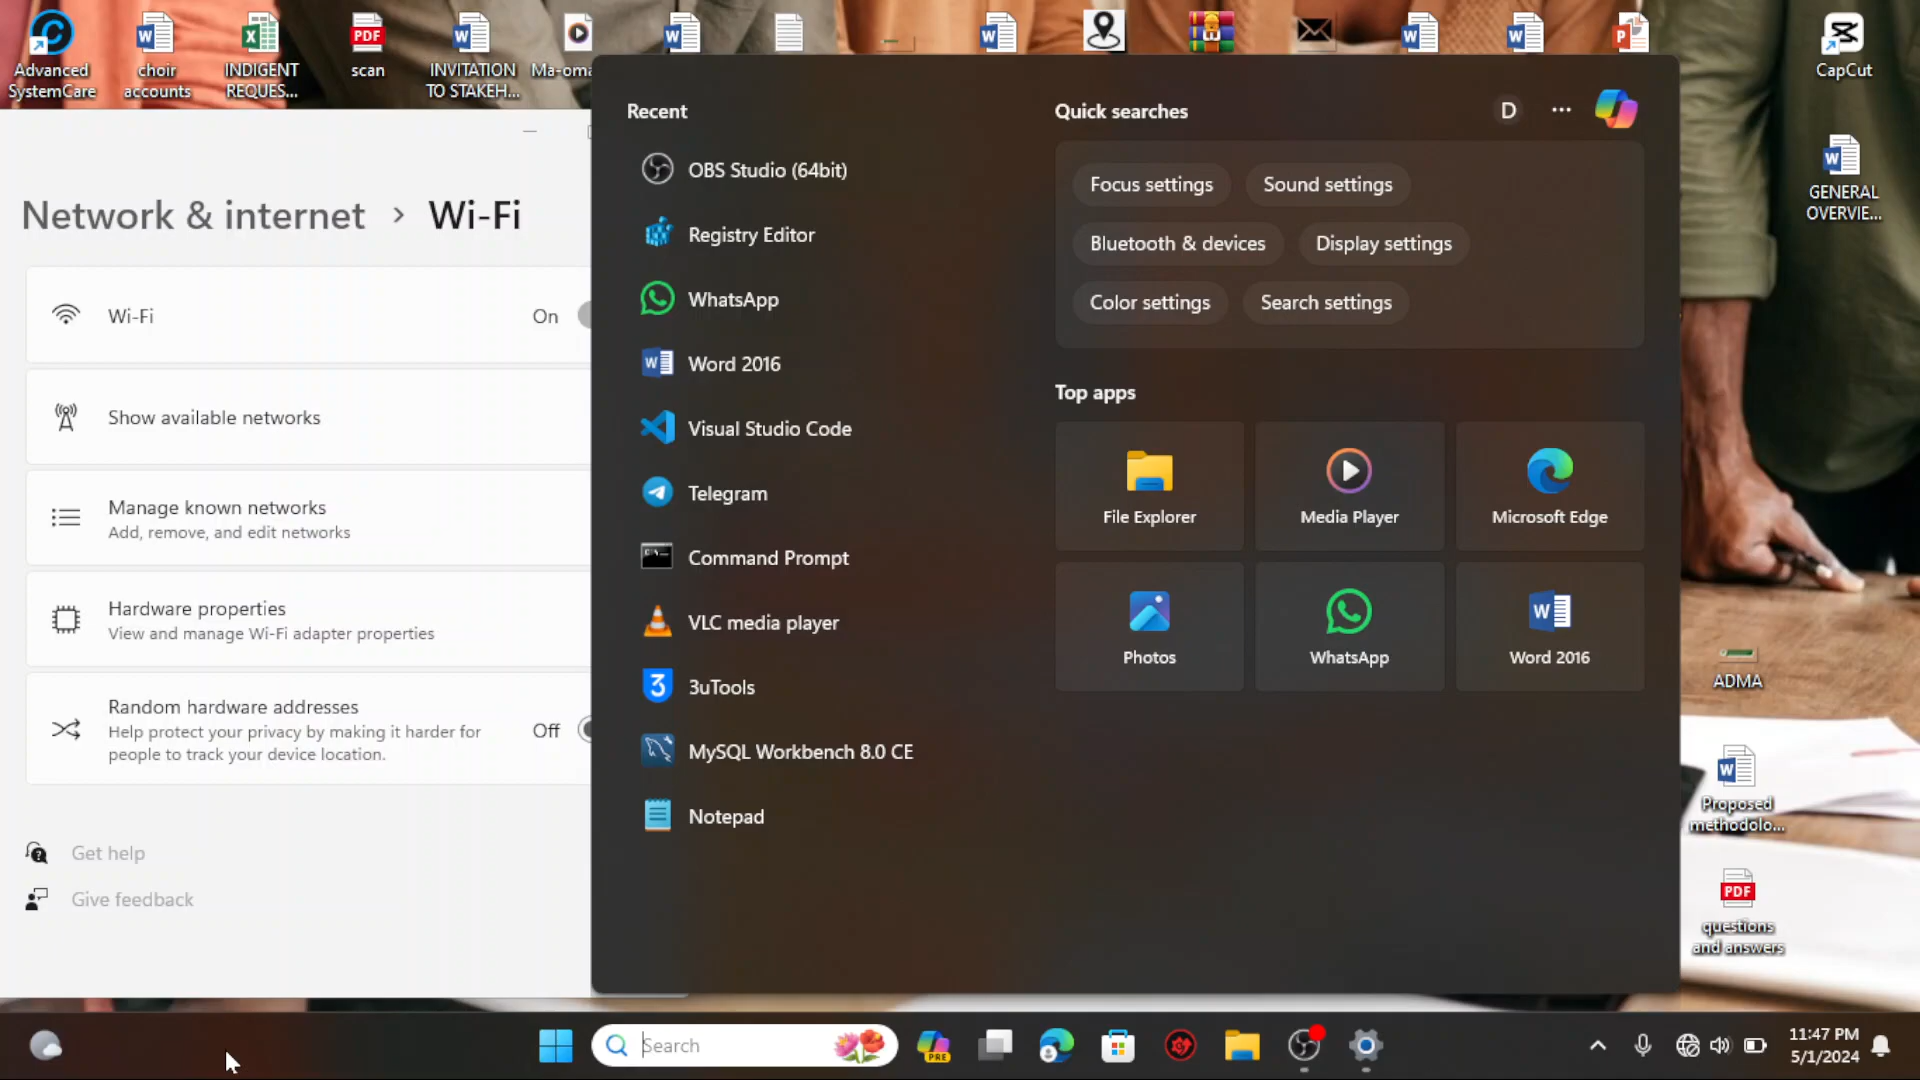 Advanced
SystemCare
choir
accounts
INDIGENT
REQUES...
PDF
scan
INVITATION
TO STAKEH...
Ma-oma
CapCut
GENERAL
OVERVIE...
Network & internet > Wi-Fi
Wi-Fi
On
Show available networks
Manage known networks
Add, remove, and edit networks
Hardware properties
View and manage Wi-Fi adapter properties
Random hardware addresses
Help protect your privacy by making it harder for
people to track your device location.
Off
Get help
Give feedback
Recent
OBS Studio (64bit)
Registry Editor
WhatsApp
Word 2016
Visual Studio Code
Telegram
Command Prompt
VLC media player
3uTools
MySQL Workbench 8.0 CE
Notepad
Quick searches
D
Focus settings
Sound settings
Bluetooth & devices
Display settings
Color settings
Search settings
Top apps
File Explorer
Media Player
Microsoft Edge
Photos
WhatsApp
Word 2016
ADMA
Proposed
methodolo...
PDF
questions
and answers
Search
PRE
11:47 PM
5/1/2024